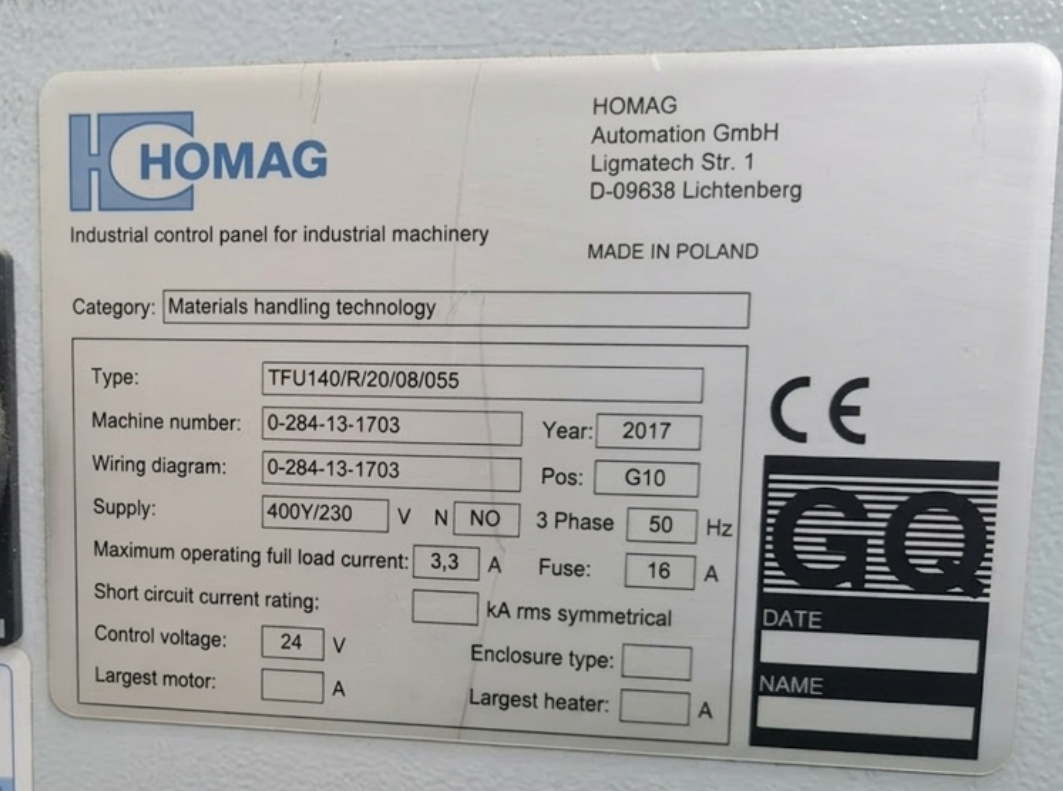 HOMAG
HOMAG
Automation GmbH
Ligmatech Str. 1
D-09638 Lichtenberg
Industrial control panel for industrial machinery
MADE IN POLAND
Category: Materials handling technology
Type: TFU140/R/20/08/055
Machine number: 0-284-13-1703 Year: 2017
Wiring diagram: 0-284-13-1703 Pos: G10
Supply: 400Y/230 V N NO 3 Phase 50 Hz
Maximum operating full load current: 3,3 A Fuse: 16 A
Short circuit current rating: kA rms symmetrical
Control voltage: 24 V Enclosure type:
Largest motor: A Largest heater: A
CE
GQ
DATE
NAME